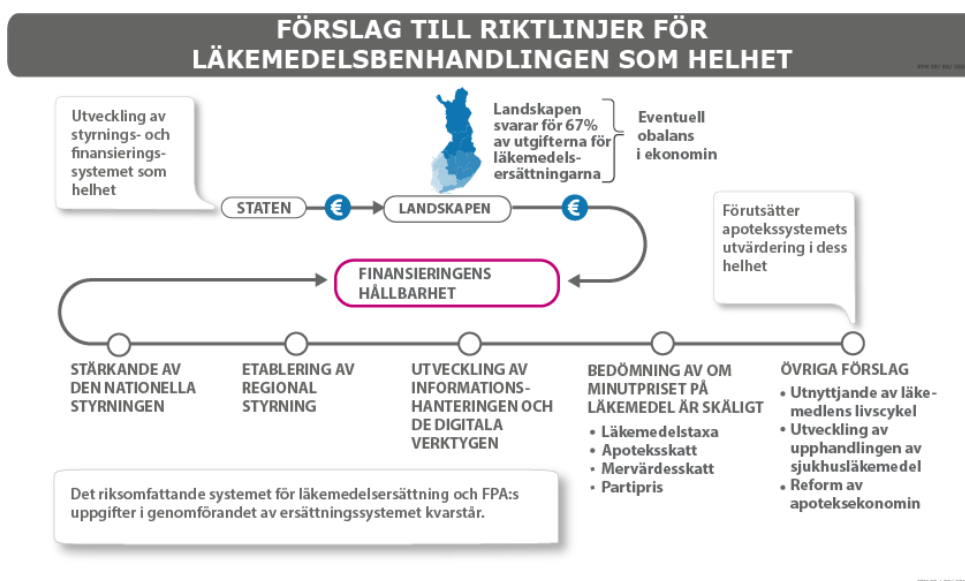 FÖRSLAG TILL RIKTLINJER FÖR
LÄKEMEDELSBENHANDLINGEN SOM HELHET
Utveckling av
styrnings- och
finansierings-
systemet som
helhet
Landskapen
svarar för 67%
av utgifterna för
läkemedels-
ersättningarna
Eventuell
obalans
i ekonomin
STATEN
€
LANDSKAPEN
€
Förutsätter
apotekssystemets
utvärdering i dess
helhet
FINANSIERINGENS
HÅLLBARHET
STÄRKANDE AV
DEN NATIONELLA
STYRNINGEN
ETABLERING AV
REGIONAL
STYRNING
UTVECKLING AV
INFORMATIONS-
HANTERINGEN OCH
DE DIGITALA
VERKTYGEN
BEDÖMNING AV OM
MINUTPRISET PÅ
LÄKEMEDEL ÄR SKÄLIGT
• Läkemedelstaxa
• Apoteksskatt
• Mervärdesskatt
• Partipris
ÖVRIGA FÖRSLAG
• Utnyttjande av läke-
medlens livscykel
• Utveckling av
upphandlingen av
sjukhusläkemedel
• Reform av
apoteksekonomin
Det riksomfattande systemet för läkemedelsersättning och FPA:s
uppgifter i genomförandet av ersättningssystemet kvarstår.